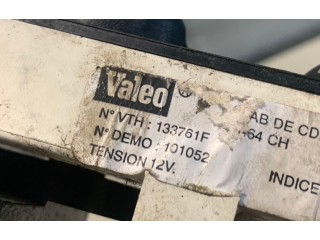 Valeo ®
AB DE CD
N° VTH : 133761F -64 CH
N° DEMO : 101052
TENSION 12V. INDICE